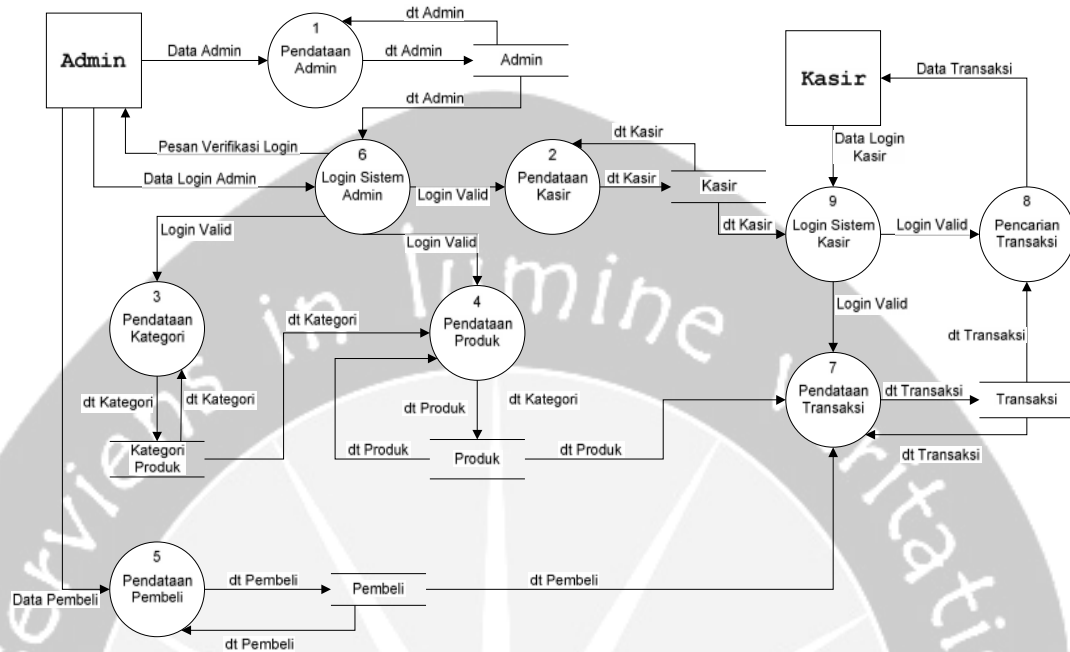 dt Admin
1
Pendataan
Admin
Admin
Data Admin
dt Admin
Admin
dt Admin
Kasir
Data Transaksi
Pesan Verifikasi Login
6
Login Sistem
Admin
Data Login Admin
Login Valid
2
Pendataan
Kasir
dt Kasir
dt Kasir
Kasir
dt Kasir
Data Login
Kasir
9
Login Sistem
Kasir
Login Valid
8
Pencarian
Transaksi
Login Valid
Login Valid
Login Valid
3
Pendataan
Kategori
dt Kategori
4
Pendataan
Produk
dt Transaksi
7
Pendataan
Transaksi
dt Transaksi
Transaksi
dt Transaksi
dt Kategori
dt Kategori
Kategori
Produk
dt Produk
dt Kategori
dt Produk
Produk
dt Produk
5
Pendataan
Pembeli
Data Pembeli
dt Pembeli
Pembeli
dt Pembeli
dt Pembeli
serviens in lumine veritatis